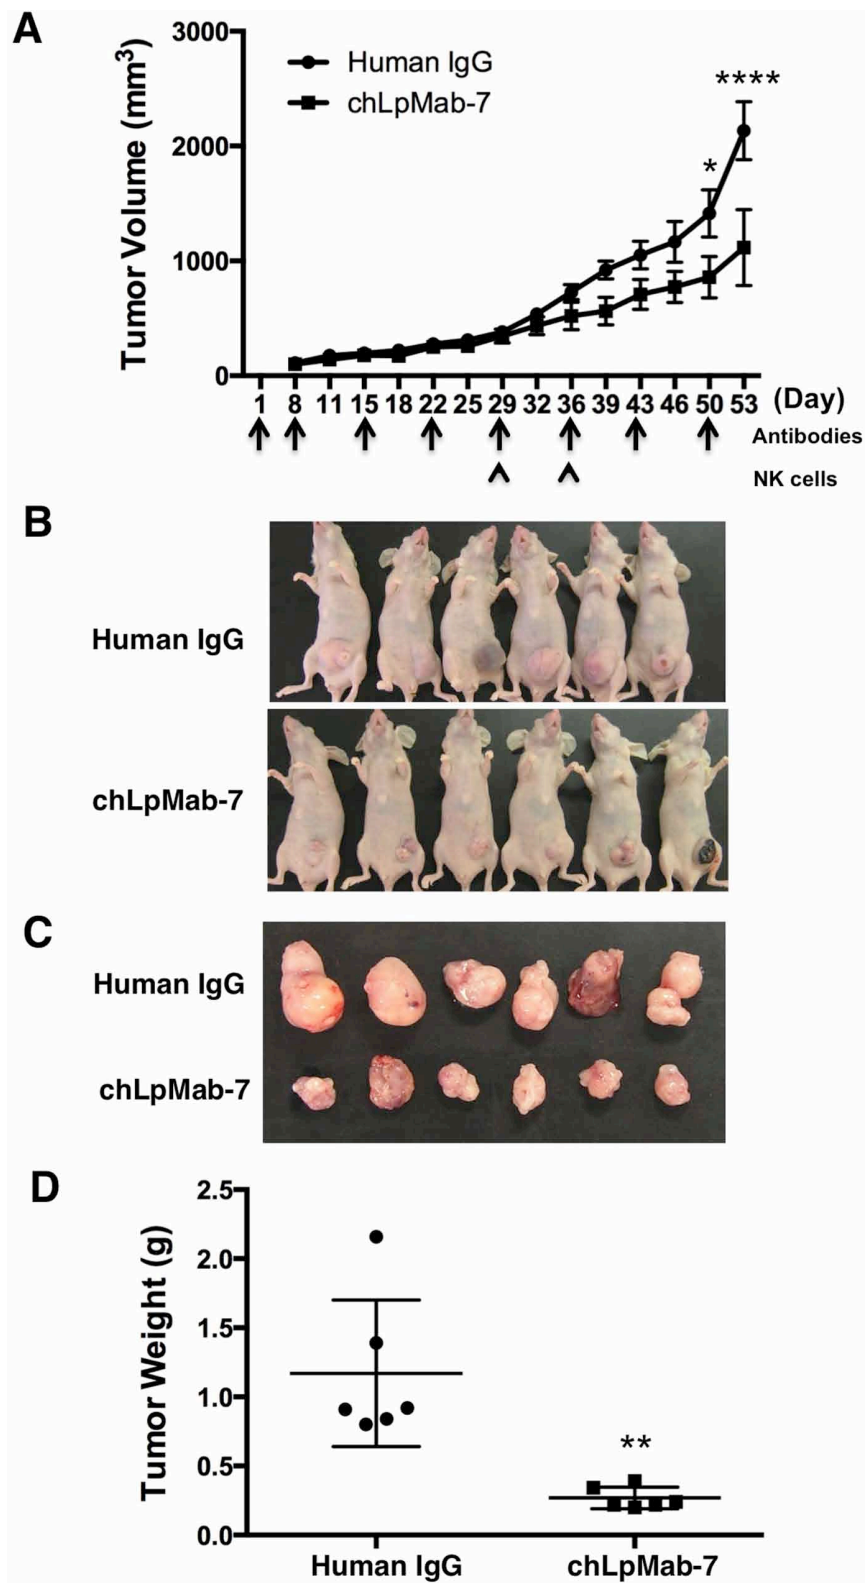 A
Tumor Volume (mm³)
3000
2000
1000
0
Human IgG
chLpMab-7
*
****
1 8 11 15 18 22 25 29 32 36 39 43 46 50 53 (Day)
Antibodies
NK cells
B
Human IgG
chLpMab-7
C
Human IgG
chLpMab-7
D
Tumor Weight (g)
2.5
2.0
1.5
1.0
0.5
0.0
**
Human IgG chLpMab-7